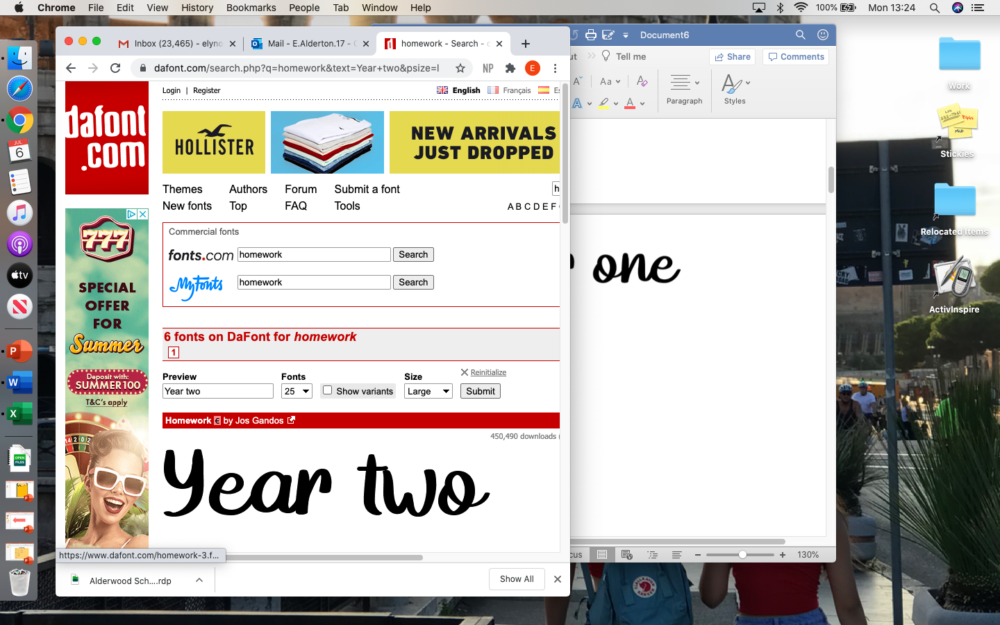 Chrome File Edit View History Bookmarks People Tab Window Help
100% Mon 13:24
Inbox (23,465) - elyno
Mail - E.Alderton.17 -
homework - Search -
dafont.com/search.php?q=homework&text=Year+two&psize=l
NP
E
dafont
.com
Login | Register
English Français Es
HOLLISTER
NEW ARRIVALS
JUST DROPPED
Themes Authors Forum Submit a font
New fonts Top FAQ Tools
h
A B C D E F
Commercial fonts
fonts.com homework Search
MyFonts homework Search
6 fonts on DaFont for homework
1
Reinitialize
Preview Fonts Size
Year two 25 Show variants Large Submit
Homework € by Jos Gandos
450,490 downloads (
Year two
777
SPECIAL
OFFER
FOR
Summer
Deposit with:
SUMMER100
T&C's apply
https://www.dafont.com/homework-3.f...
Alderwood Sch....rdp
Show All
Document6
ut
Tell me
Share
Comments
Aa
A
Paragraph
Styles
one
cus
130%
Work
Stickies
Relocated Items
ActivInspire
JUL
6
tv
P
W
X
OPEN
FILES